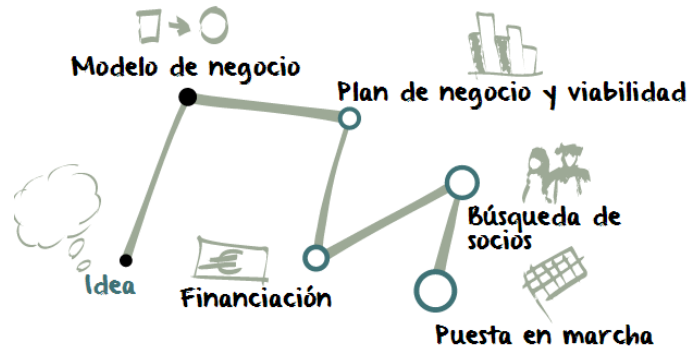 Modelo de negocio
Plan de negocio y viabilidad
Búsqueda de
socios
Idea
Financiación
€
Puesta en marcha